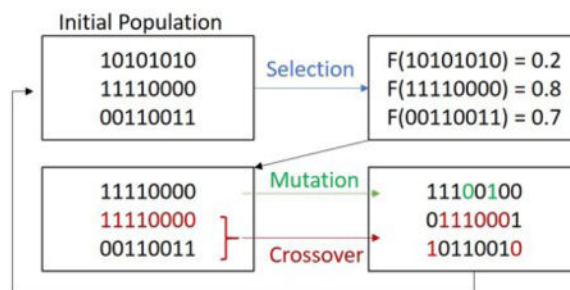 Initial Population
10101010
11110000
00110011
Selection
F(10101010) = 0.2
F(11110000) = 0.8
F(00110011) = 0.7
11110000
11110000
00110011
Mutation
Crossover
11100100
01110001
10110010